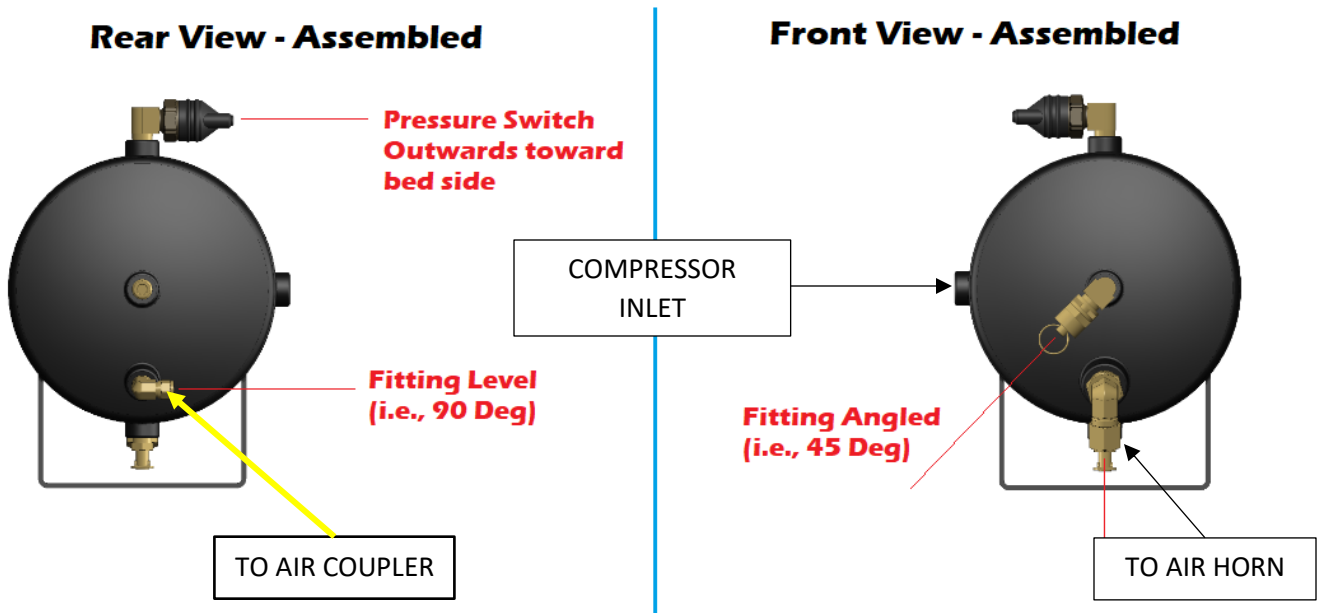 Rear View - Assembled
Pressure Switch
Outwards toward
bed side
Fitting Level
(i.e., 90 Deg)
TO AIR COUPLER
Front View - Assembled
COMPRESSOR
INLET
Fitting Angled
(i.e., 45 Deg)
TO AIR HORN